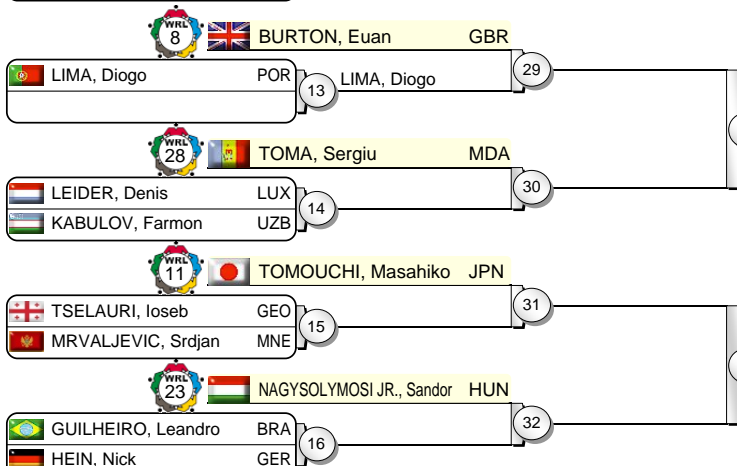 WRL 8 BURTON, Euan GBR
LIMA, Diogo POR
13 LIMA, Diogo
29
WRL 28 TOMA, Sergiu MDA
LEIDER, Denis LUX
KABULOV, Farmon UZB
14
30
WRL 11 TOMOUCHI, Masahiko JPN
TSELAURI, Ioseb GEO
MRVALJEVIC, Srdjan MNE
15
31
WRL 23 NAGYSOLYMOSI JR., Sandor HUN
GUILHEIRO, Leandro BRA
HEIN, Nick GER
16
32